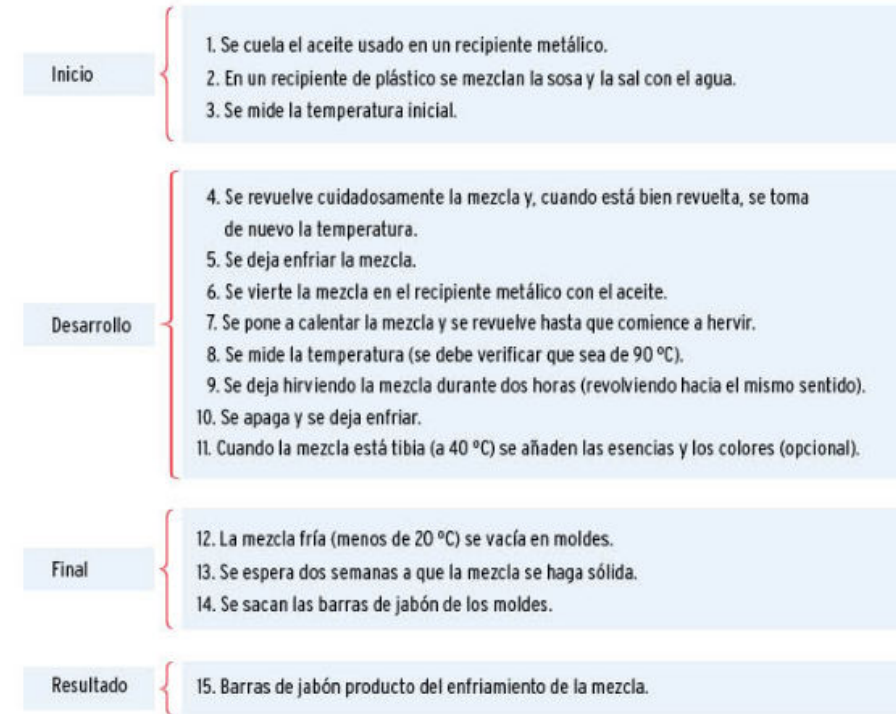 Inicio
1. Se cuela el aceite usado en un recipiente metálico.
2. En un recipiente de plástico se mezclan la sosa y la sal con el agua.
3. Se mide la temperatura inicial.
Desarrollo
4. Se revuelve cuidadosamente la mezcla y, cuando está bien revuelta, se toma
de nuevo la temperatura.
5. Se deja enfriar la mezcla.
6. Se vierte la mezcla en el recipiente metálico con el aceite.
7. Se pone a calentar la mezcla y se revuelve hasta que comience a hervir.
8. Se mide la temperatura (se debe verificar que sea de 90 ºC).
9. Se deja hirviendo la mezcla durante dos horas (revolviendo hacia el mismo sentido).
10. Se apaga y se deja enfriar.
11. Cuando la mezcla está tibia (a 40 ºC) se añaden las esencias y los colores (opcional).
Final
12. La mezcla fría (menos de 20 ºC) se vacía en moldes.
13. Se espera dos semanas a que la mezcla se haga sólida.
14. Se sacan las barras de jabón de los moldes.
Resultado
15. Barras de jabón producto del enfriamiento de la mezcla.